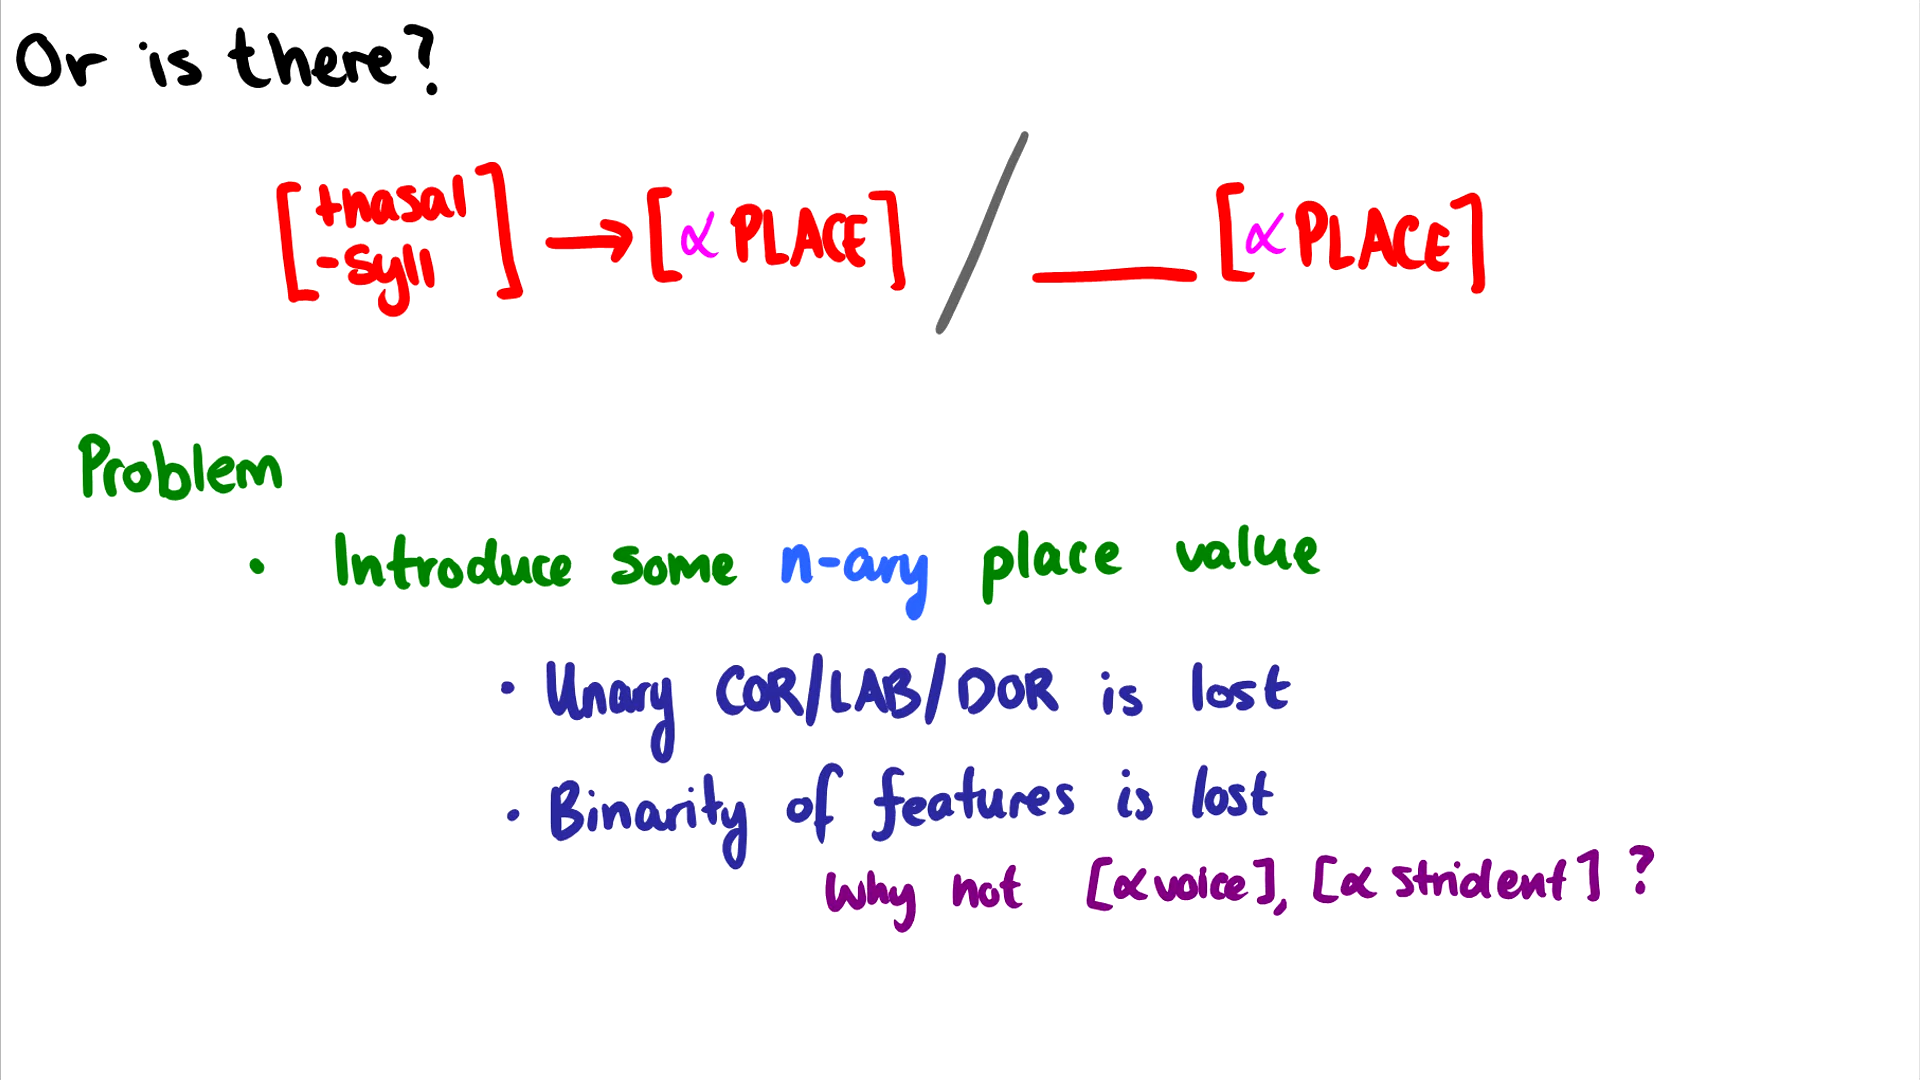 Or is there?
[+nasal -syll] → [α PLACE] / ___ [α PLACE]
Problem
• Introduce some n-ary place value
• Unary COR/LAB/DOR is lost
• Binarity of features is lost
Why not [α voice], [α strident]?